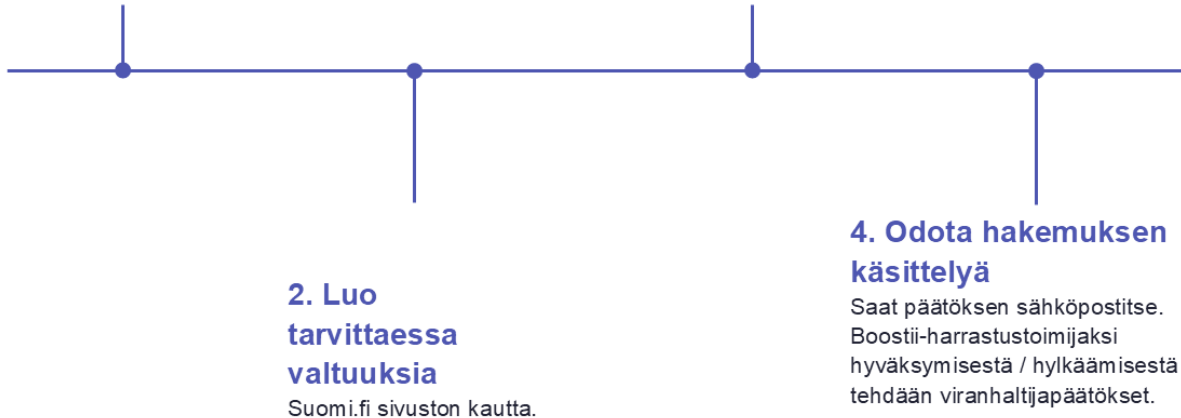 2. Luo
tarvittaessa
valtuuksia
Suomi.fi sivuston kautta.
4. Odota hakemuksen
käsittelyä
Saat päätöksen sähköpostitse.
Boostii-harrastustoimijaksi
hyväksymisestä / hylkäämisestä
tehdään viranhaltijapäätökset.